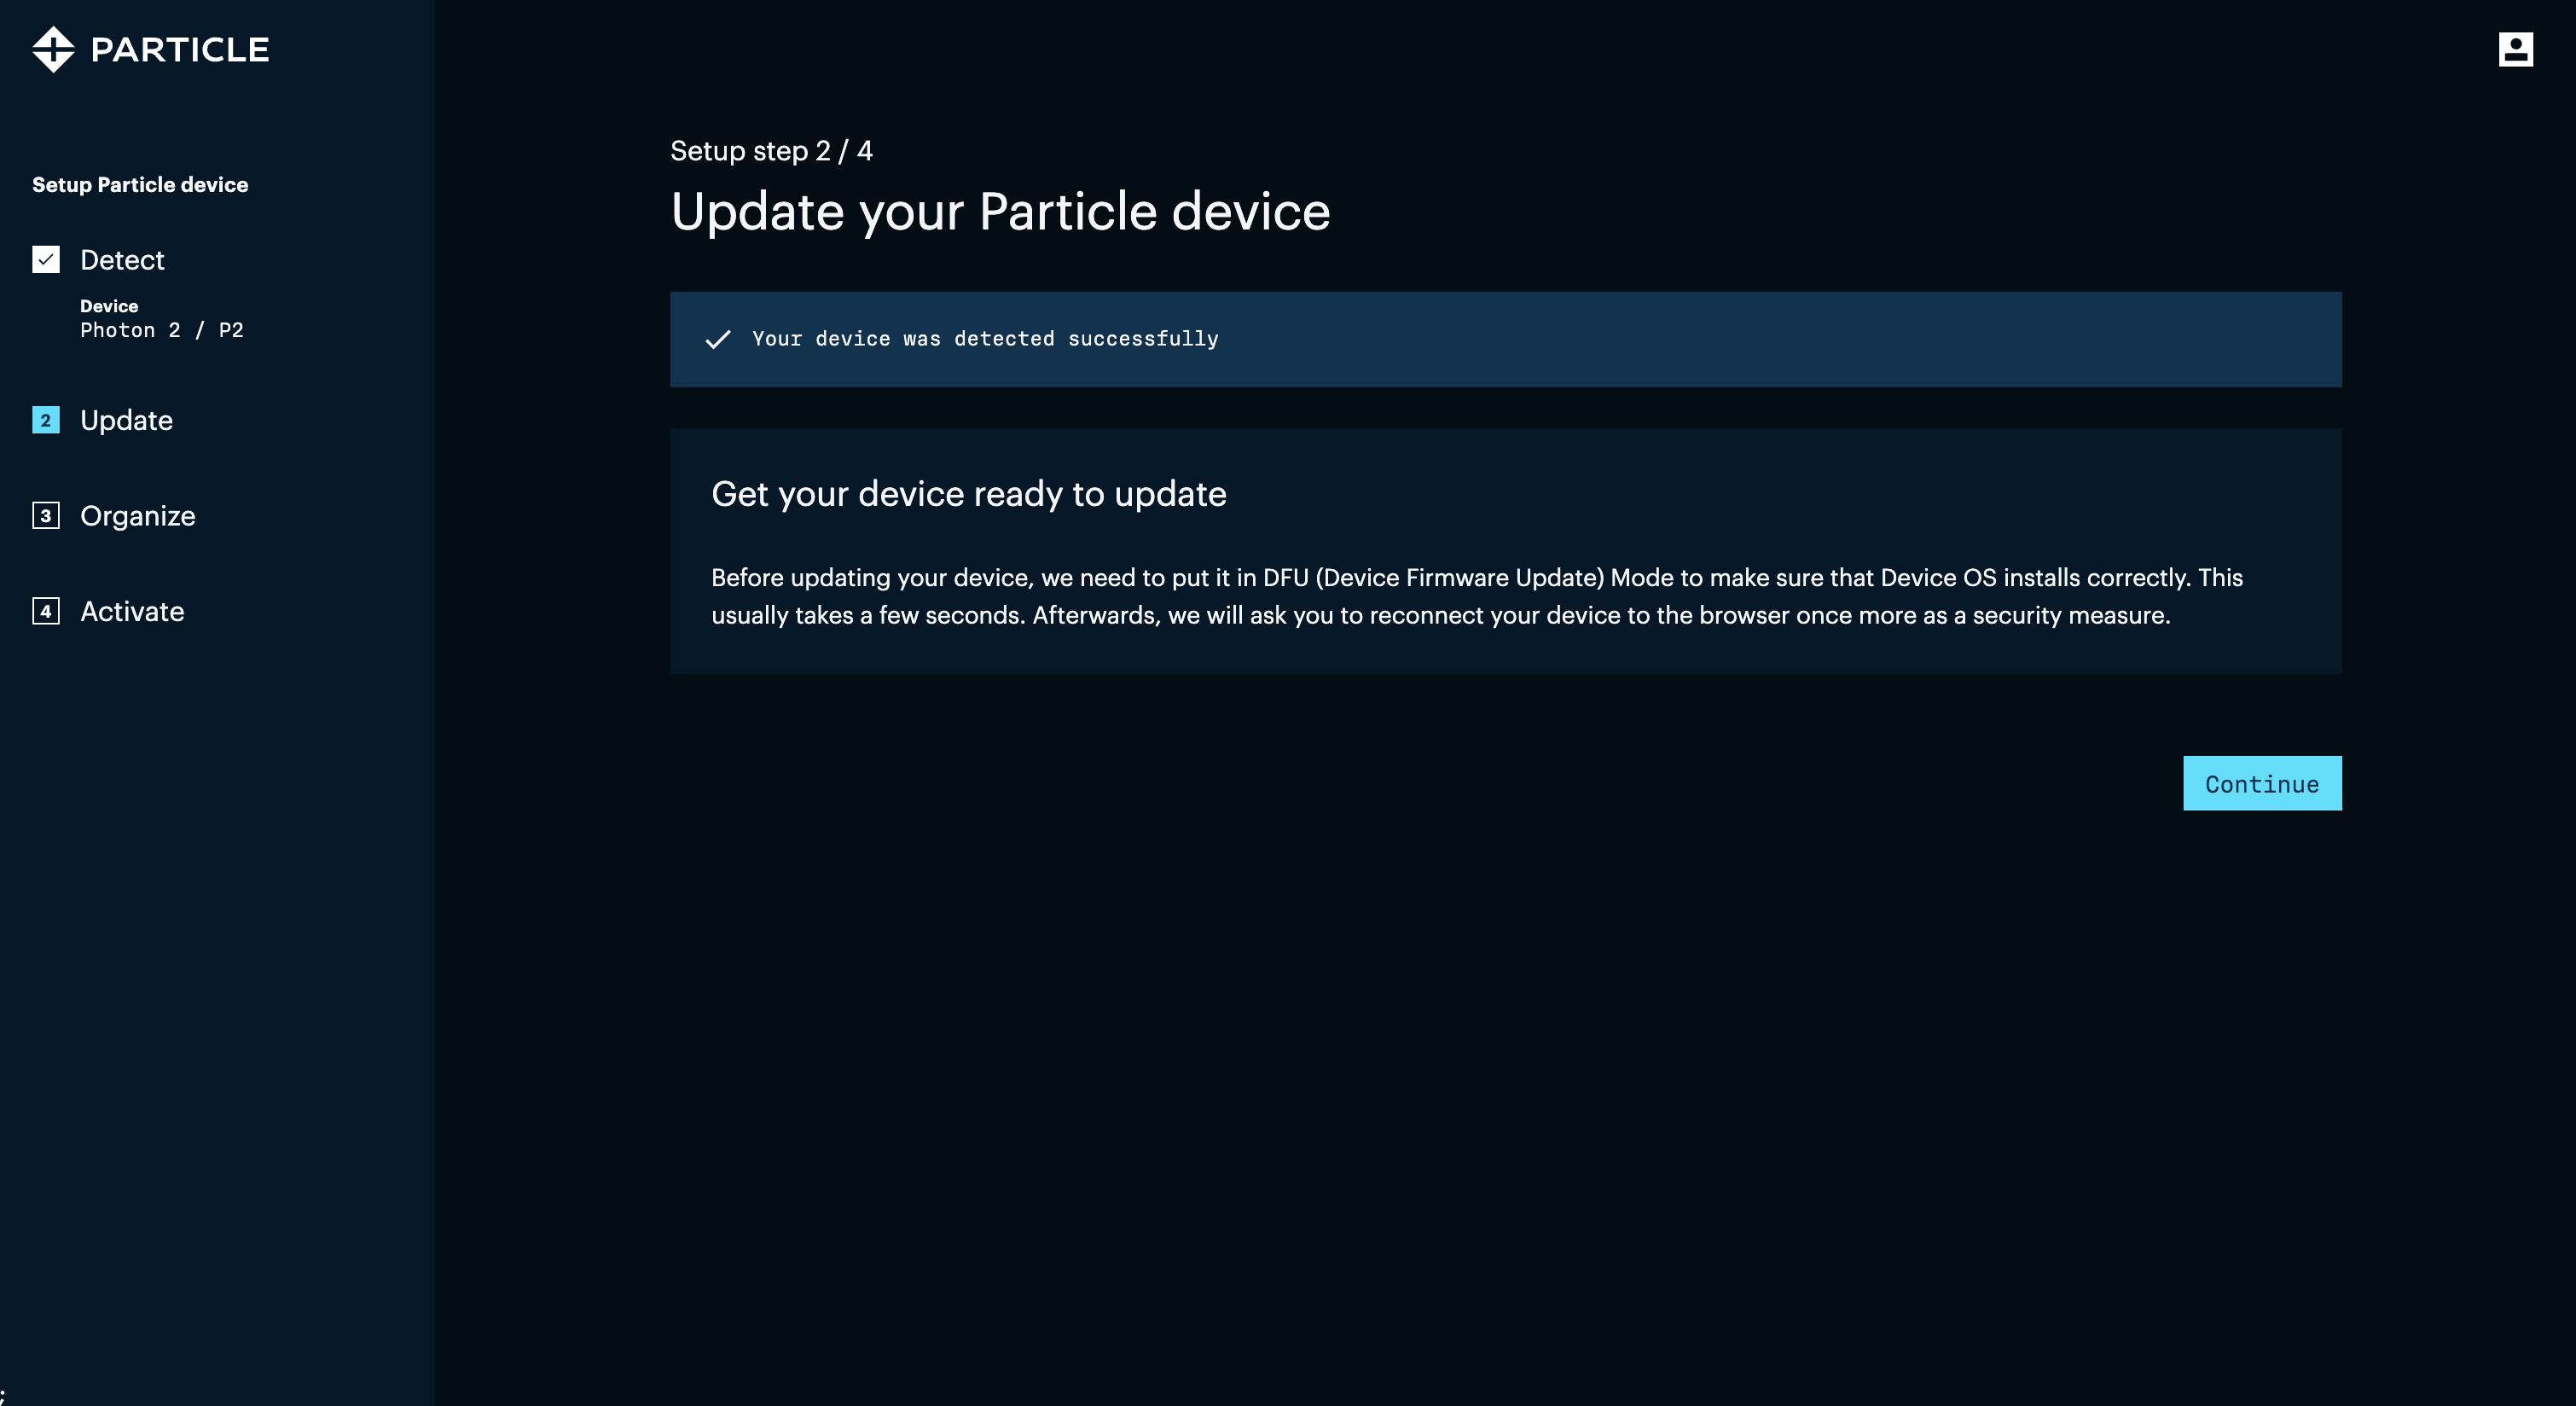 PARTICLE
Setup Particle device
Detect
Device
Photon 2 / P2
2 Update
3 Organize
4 Activate
Setup step 2 / 4
Update your Particle device
Your device was detected successfully
Get your device ready to update
Before updating your device, we need to put it in DFU (Device Firmware Update) Mode to make sure that Device OS installs correctly. This
usually takes a few seconds. Afterwards, we will ask you to reconnect your device to the browser once more as a security measure.
Continue
;